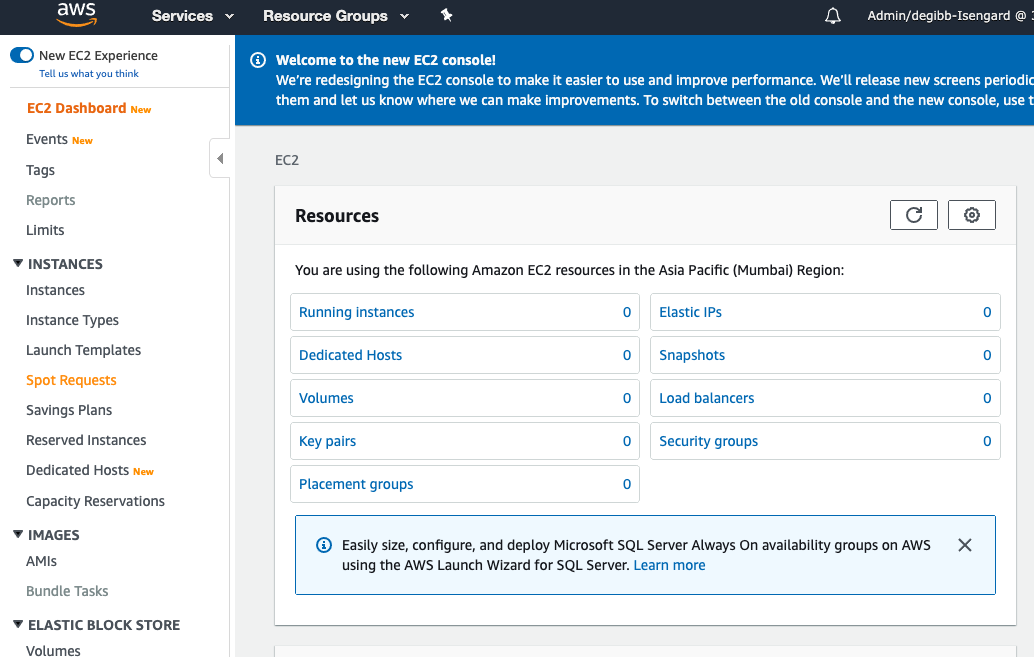 aws
Services
Resource Groups
Admin/degibb-Isengard @
New EC2 Experience
Tell us what you think
EC2 Dashboard New
Events New
Tags
Reports
Limits
INSTANCES
Instances
Instance Types
Launch Templates
Spot Requests
Savings Plans
Reserved Instances
Dedicated Hosts New
Capacity Reservations
IMAGES
AMIs
Bundle Tasks
ELASTIC BLOCK STORE
Volumes
Welcome to the new EC2 console!
We're redesigning the EC2 console to make it easier to use and improve performance. We'll release new screens periodic
them and let us know where we can make improvements. To switch between the old console and the new console, use t
EC2
Resources
You are using the following Amazon EC2 resources in the Asia Pacific (Mumbai) Region:
Running instances 0
Elastic IPs 0
Dedicated Hosts 0
Snapshots 0
Volumes 0
Load balancers 0
Key pairs 0
Security groups 0
Placement groups 0
Easily size, configure, and deploy Microsoft SQL Server Always On availability groups on AWS
using the AWS Launch Wizard for SQL Server. Learn more